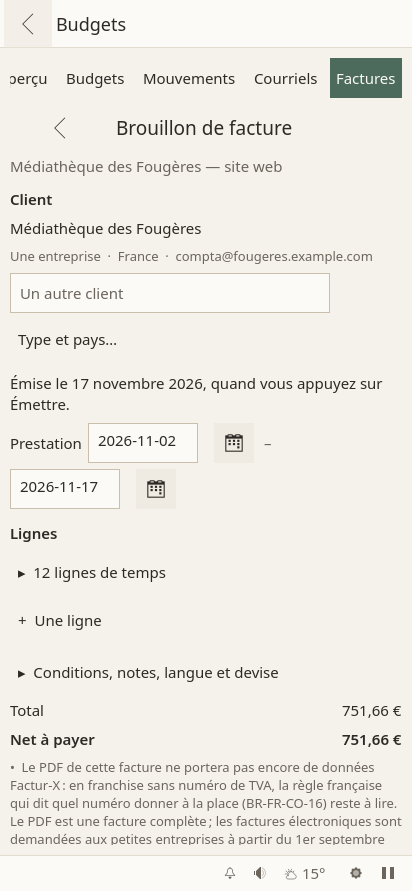 Budgets
perçu Budgets Mouvements Courriels Factures
Brouillon de facture
Médiathèque des Fougères — site web
Client
Médiathèque des Fougères
Une entreprise · France · compta@fougeres.example.com
Un autre client
Type et pays…
Émise le 17 novembre 2026, quand vous appuyez sur
Émettre.
Prestation 2026-11-02 –
2026-11-17
Lignes
▸ 12 lignes de temps
+ Une ligne
▸ Conditions, notes, langue et devise
Total 751,66 €
Net à payer 751,66 €
• Le PDF de cette facture ne portera pas encore de données
Factur-X : en franchise sans numéro de TVA, la règle française
qui dit quel numéro donner à la place (BR-FR-CO-16) reste à lire.
Le PDF est une facture complète ; les factures électroniques sont
demandées aux petites entreprises à partir du 1er septembre
15°